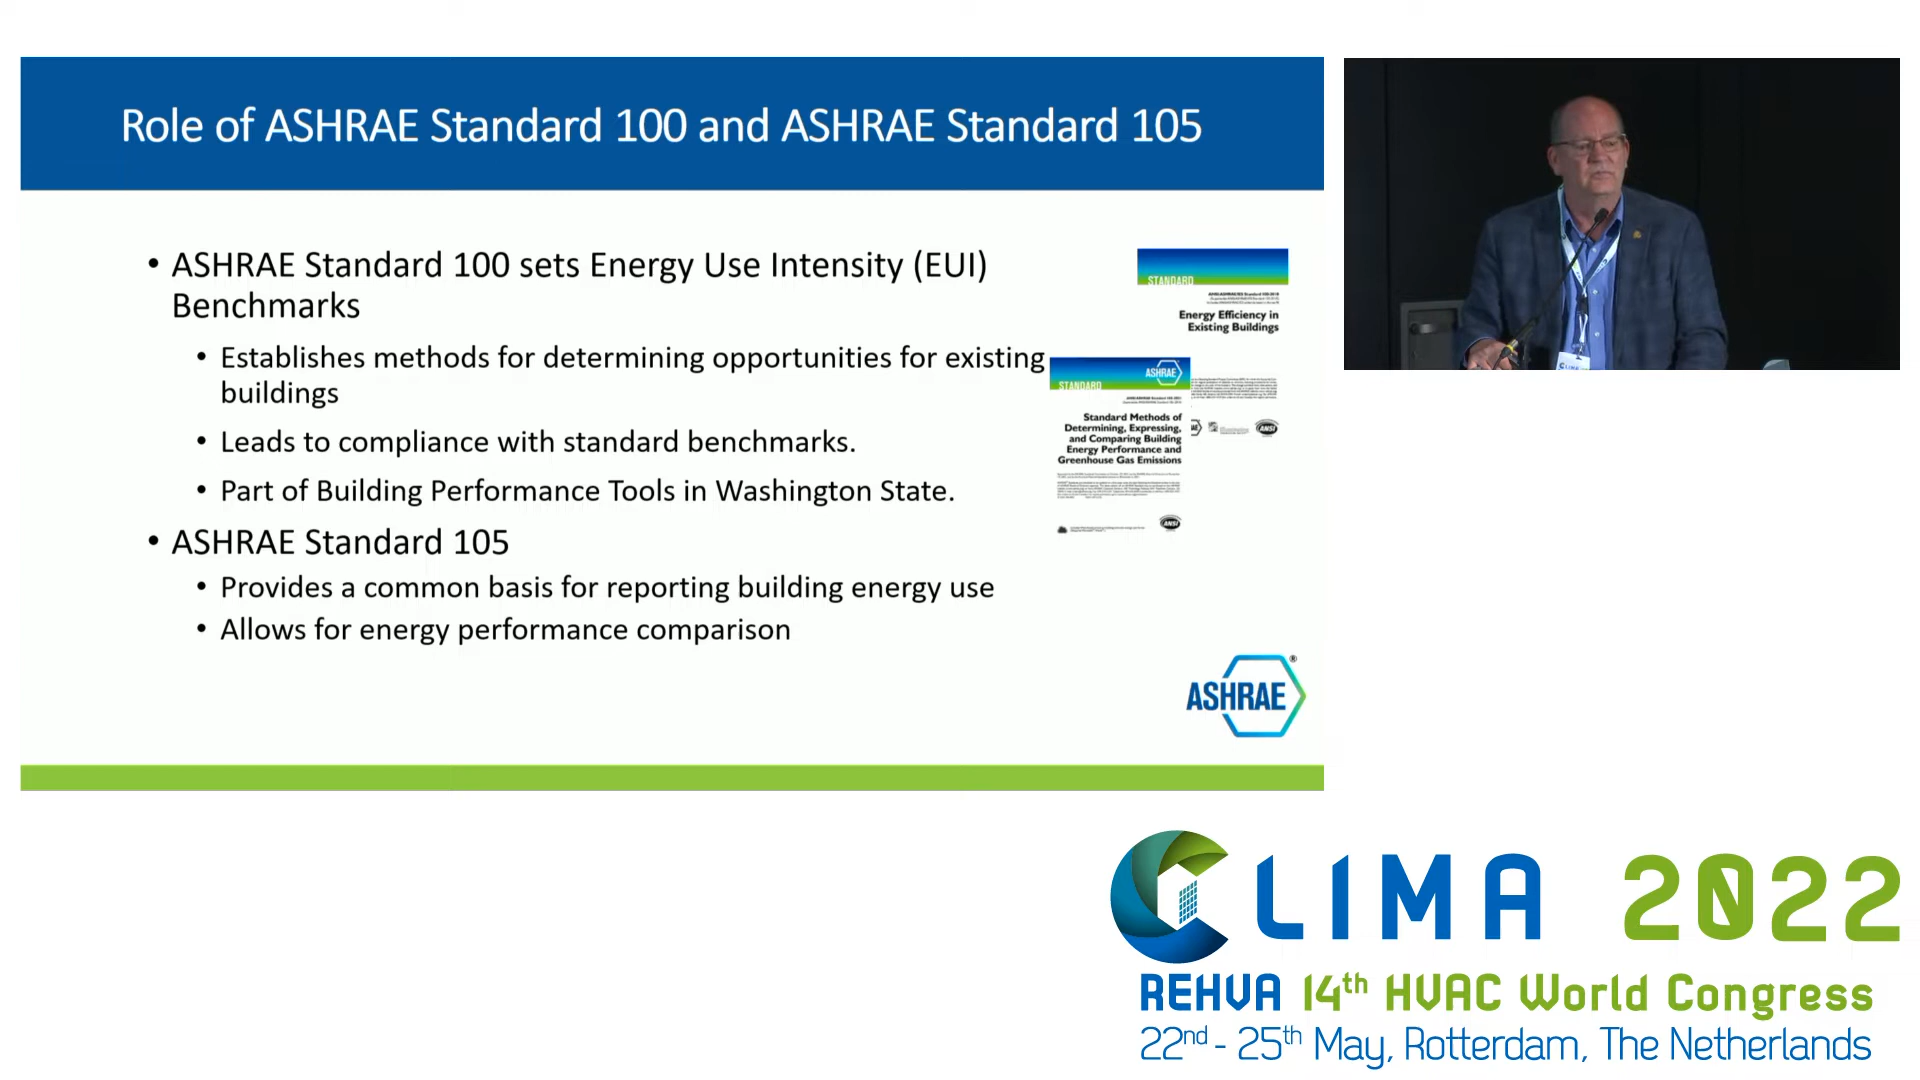 Role of ASHRAE Standard 100 and ASHRAE Standard 105
• ASHRAE Standard 100 sets Energy Use Intensity (EUI)
Benchmarks
• Establishes methods for determining opportunities for existing
buildings
• Leads to compliance with standard benchmarks.
• Part of Building Performance Tools in Washington State.
• ASHRAE Standard 105
• Provides a common basis for reporting building energy use
• Allows for energy performance comparison
STANDARD
Energy Efficiency in
Existing Buildings
ASHRAE
STANDARD
Standard Methods of
Determining, Expressing,
and Comparing Building
Energy Performance and
Greenhouse Gas Emissions
ANSI
ANSI
ASHRAE®
CLIMA 2022
REHVA 14th HVAC World Congress
22nd - 25th May, Rotterdam, The Netherlands